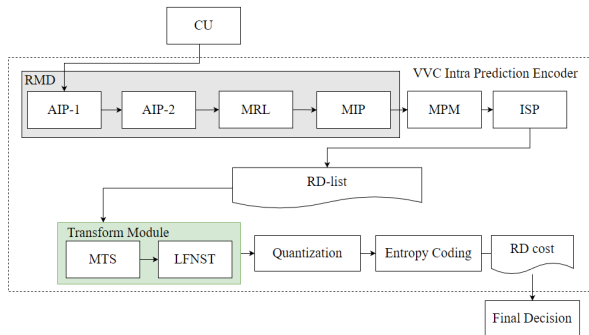 CU
VVC Intra Prediction Encoder
RMD
AIP-1
AIP-2
MRL
MIP
MPM
ISP
RD-list
Transform Module
MTS
LFNST
Quantization
Entropy Coding
RD cost
Final Decision